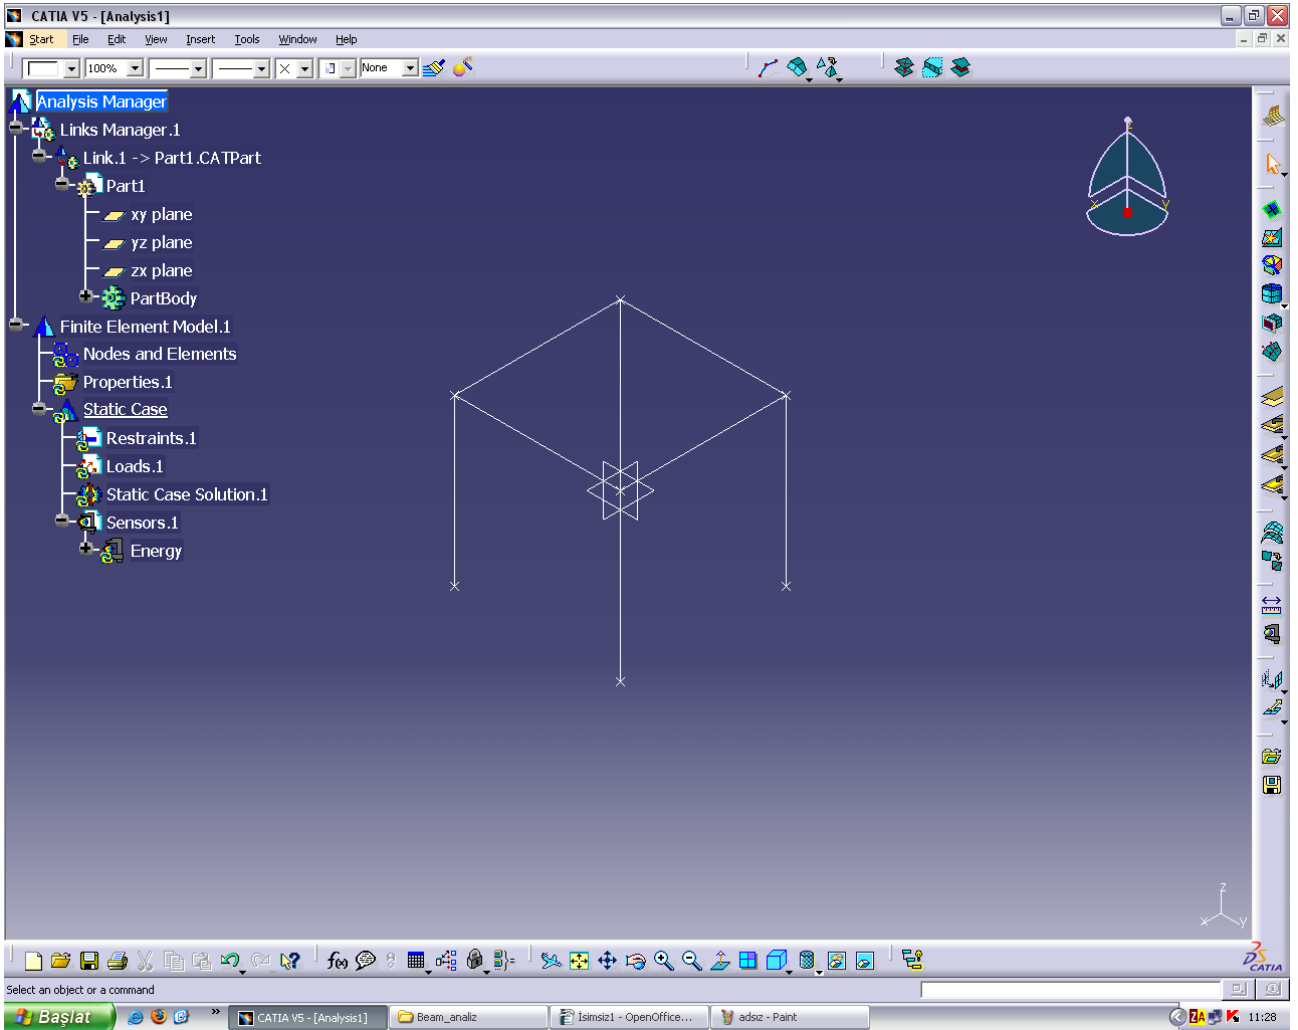 CATIA V5 - [Analysis1]
Start File Edit View Insert Tools Window Help
100% None
Analysis Manager
Links Manager.1
Link.1 -> Part1.CATPart
Part1
xy plane
yz plane
zx plane
PartBody
Finite Element Model.1
Nodes and Elements
Properties.1
Static Case
Restraints.1
Loads.1
Static Case Solution.1
Sensors.1
Energy
z
x y
z
x y
f(x)
CATIA
Select an object or a command
Başlat » CATIA V5 - [Analysis1] Beam_analiz İsimsiz1 - OpenOffice... adsız - Paint ZA K 11:28